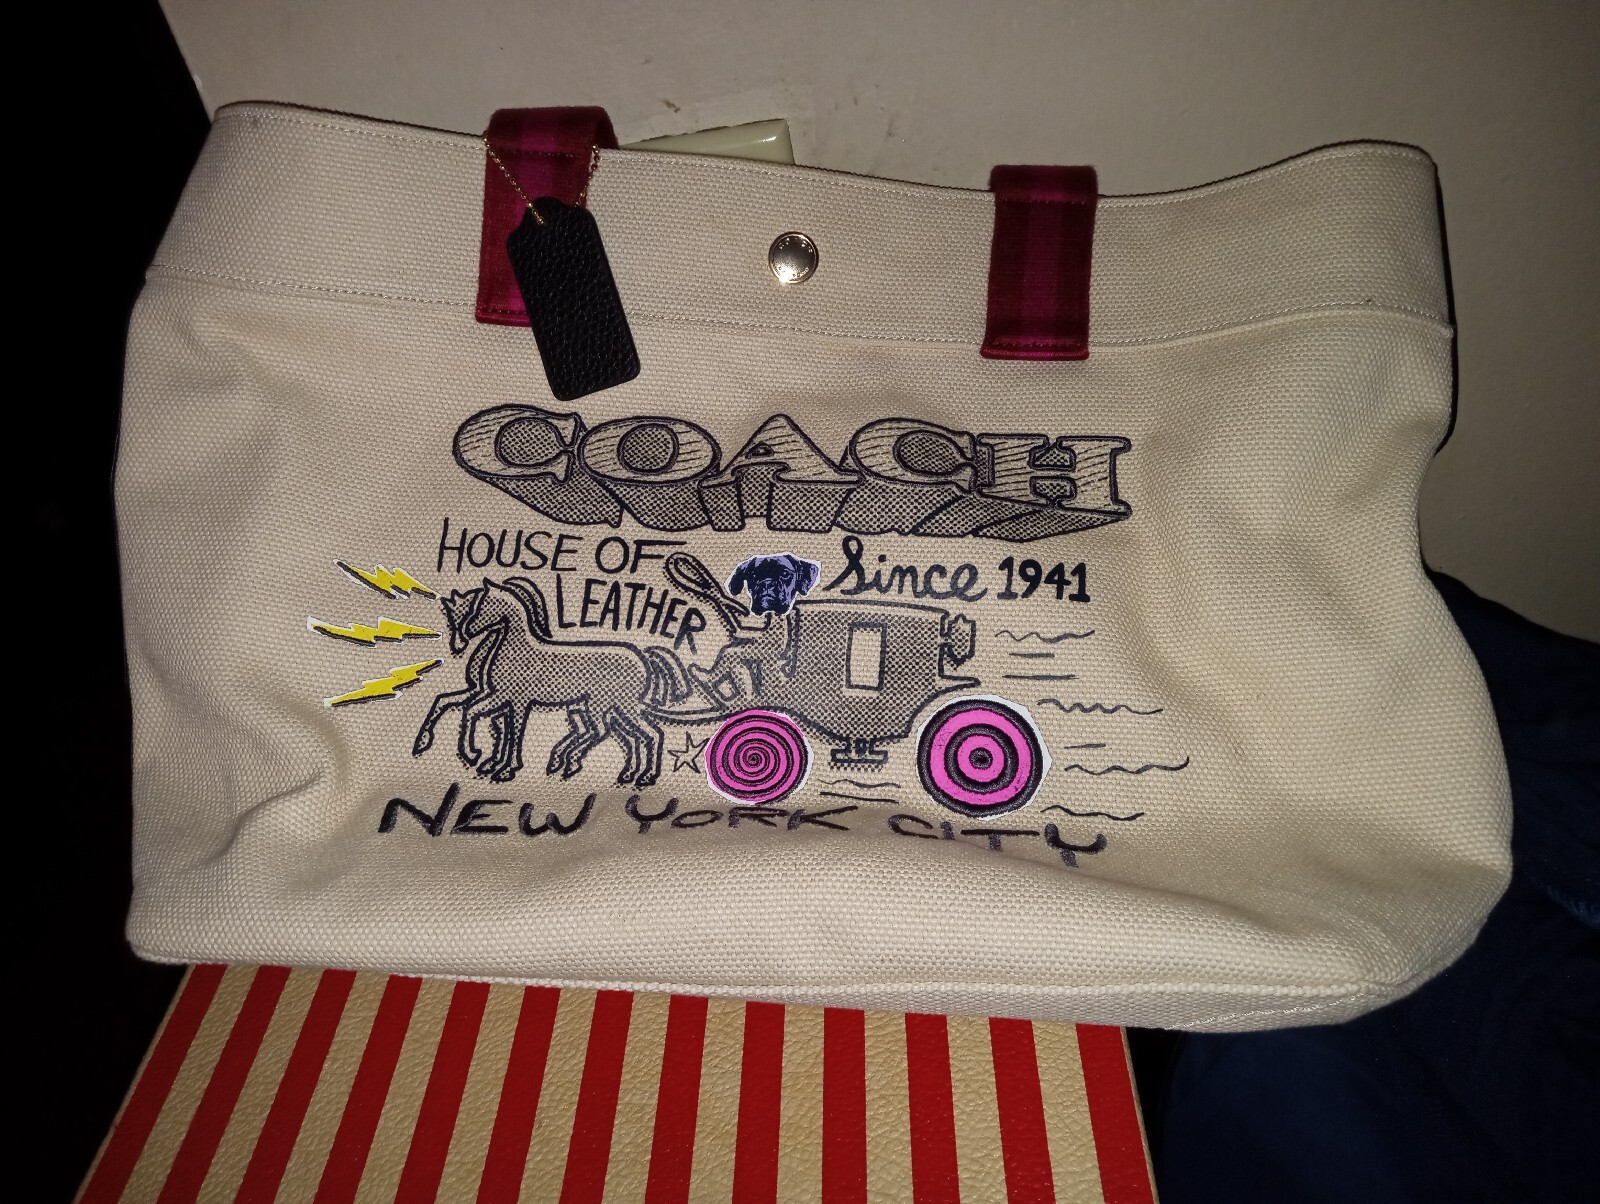 COACH
HOUSE OF
LEATHER
Since 1941
NEW YORK CITY